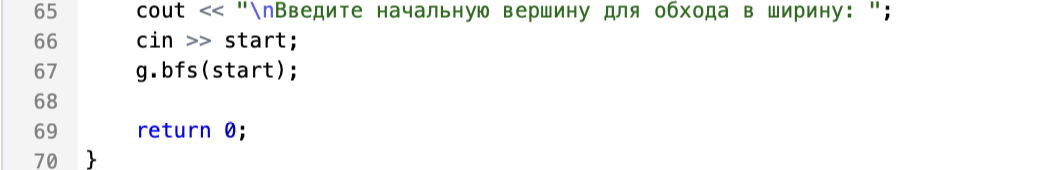 65 cout << "\nВведите начальную вершину для обхода в ширину: ";
66 cin >> start;
67 g.bfs(start);
68
69 return 0;
70 }